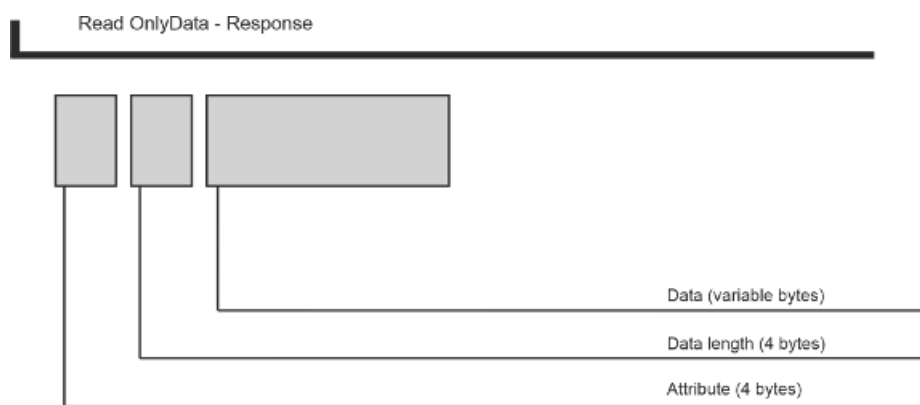 Read OnlyData - Response
Data (variable bytes)
Data length (4 bytes)
Attribute (4 bytes)